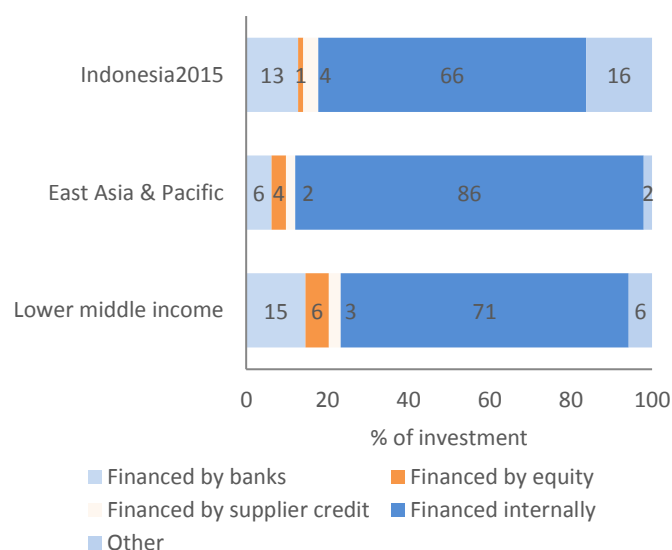 Indonesia2015 13 1 4 66 16
East Asia & Pacific 6 4 2 86 2
Lower middle income 15 6 3 71 6
0 20 40 60 80 100
% of investment
Financed by banks Financed by equity
Financed by supplier credit Financed internally
Other